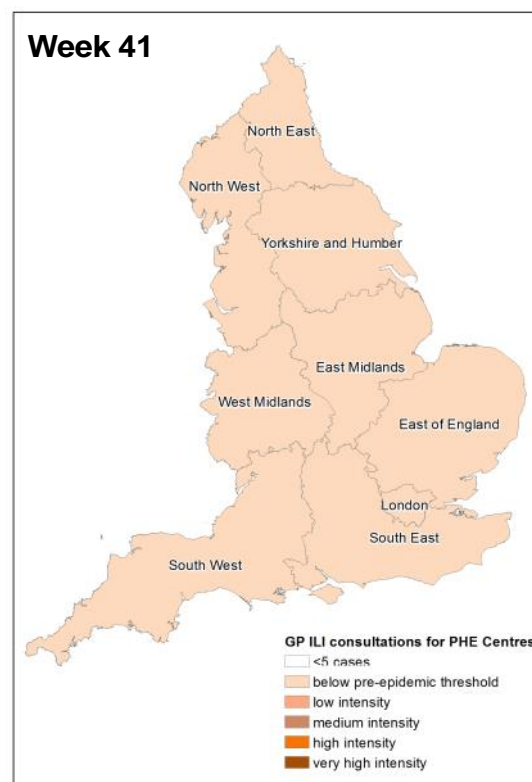 Week 41
North East
North West
Yorkshire and Humber
East Midlands
West Midlands
East of England
London
South East
South West
GP ILI consultations for PHE Centres
<5 cases
below pre-epidemic threshold
low intensity
medium intensity
high intensity
very high intensity